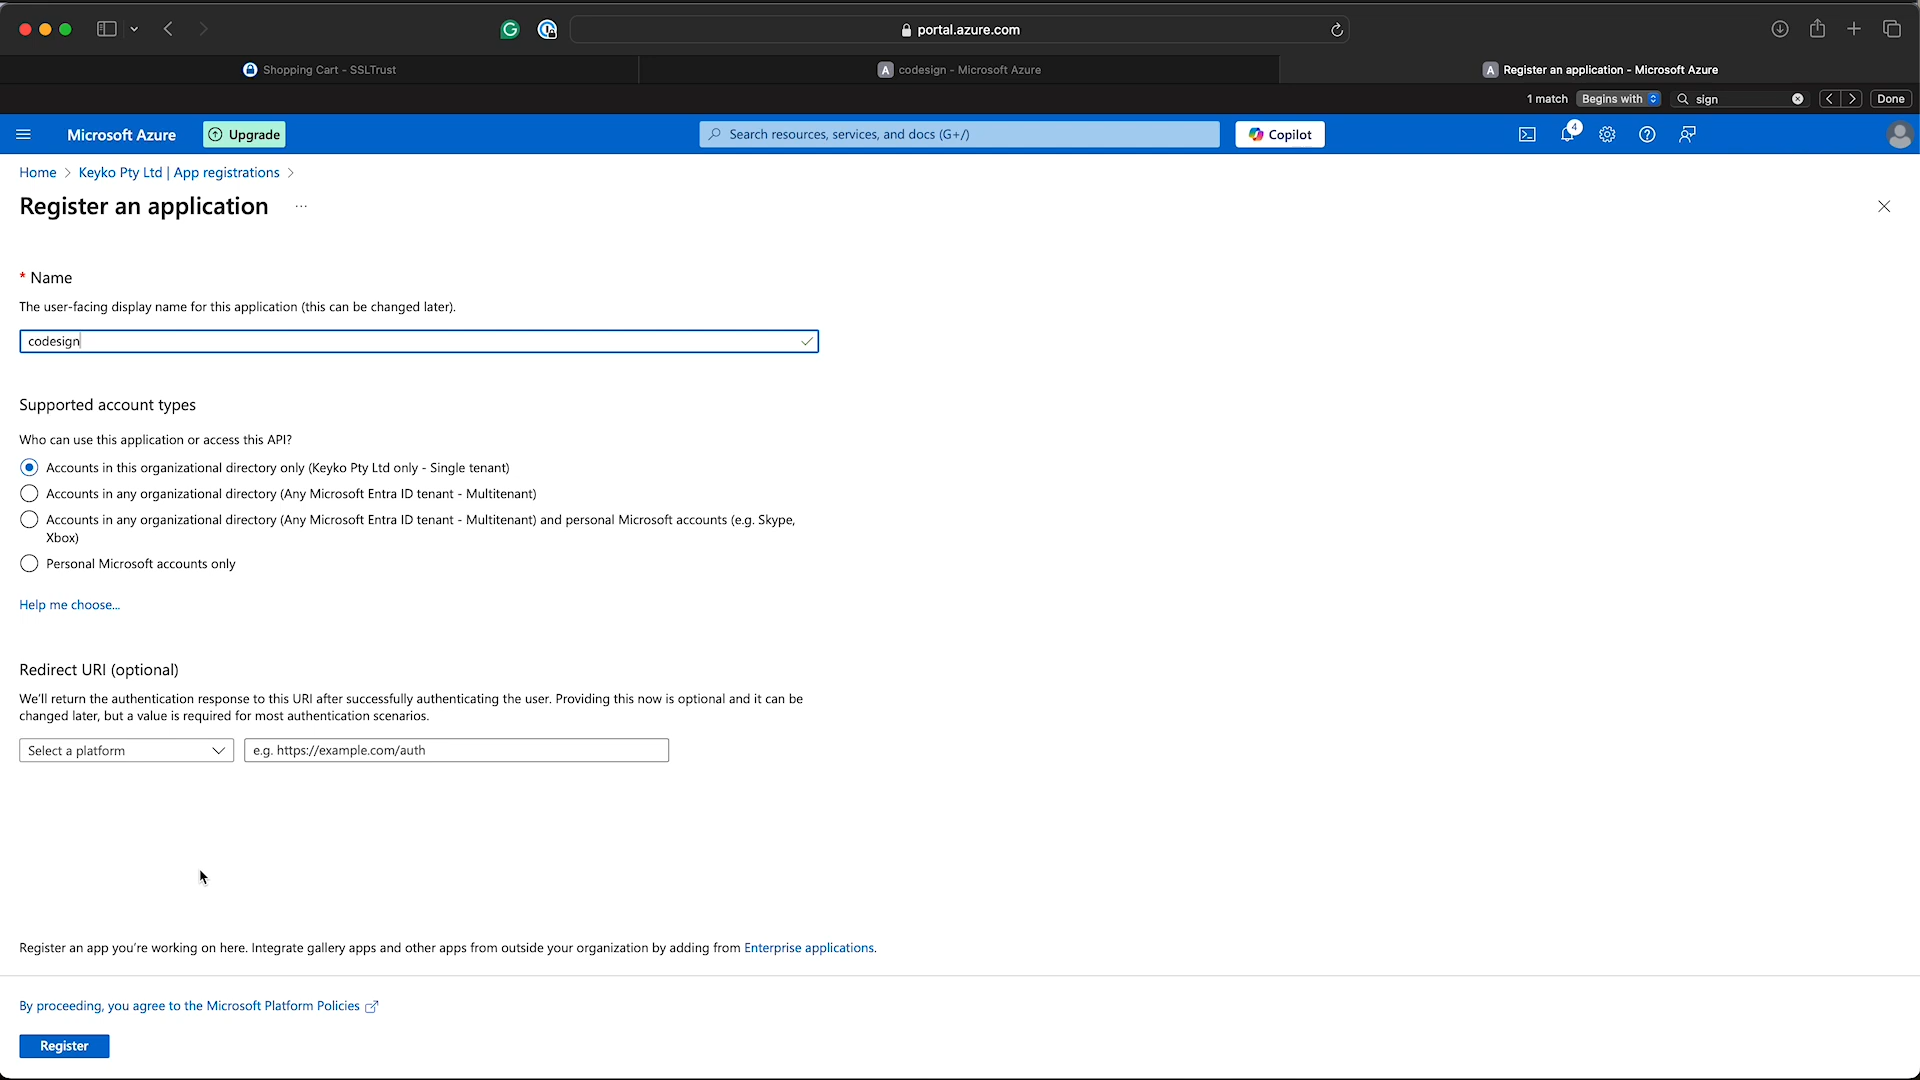 portal.azure.com
Shopping Cart - SSLTrust
A codesign - Microsoft Azure
A Register an application - Microsoft Azure
1 match Begins with sign Done
Microsoft Azure Upgrade Search resources, services, and docs (G+/) Copilot 4
Home > Keyko Pty Ltd | App registrations >
Register an application ...
* Name
The user-facing display name for this application (this can be changed later).
codesign
Supported account types
Who can use this application or access this API?
Accounts in this organizational directory only (Keyko Pty Ltd only - Single tenant)
Accounts in any organizational directory (Any Microsoft Entra ID tenant - Multitenant)
Accounts in any organizational directory (Any Microsoft Entra ID tenant - Multitenant) and personal Microsoft accounts (e.g. Skype,
Xbox)
Personal Microsoft accounts only
Help me choose...
Redirect URI (optional)
We'll return the authentication response to this URI after successfully authenticating the user. Providing this now is optional and it can be
changed later, but a value is required for most authentication scenarios.
Select a platform e.g. https://example.com/auth
Register an app you're working on here. Integrate gallery apps and other apps from outside your organization by adding from Enterprise applications.
By proceeding, you agree to the Microsoft Platform Policies
Register